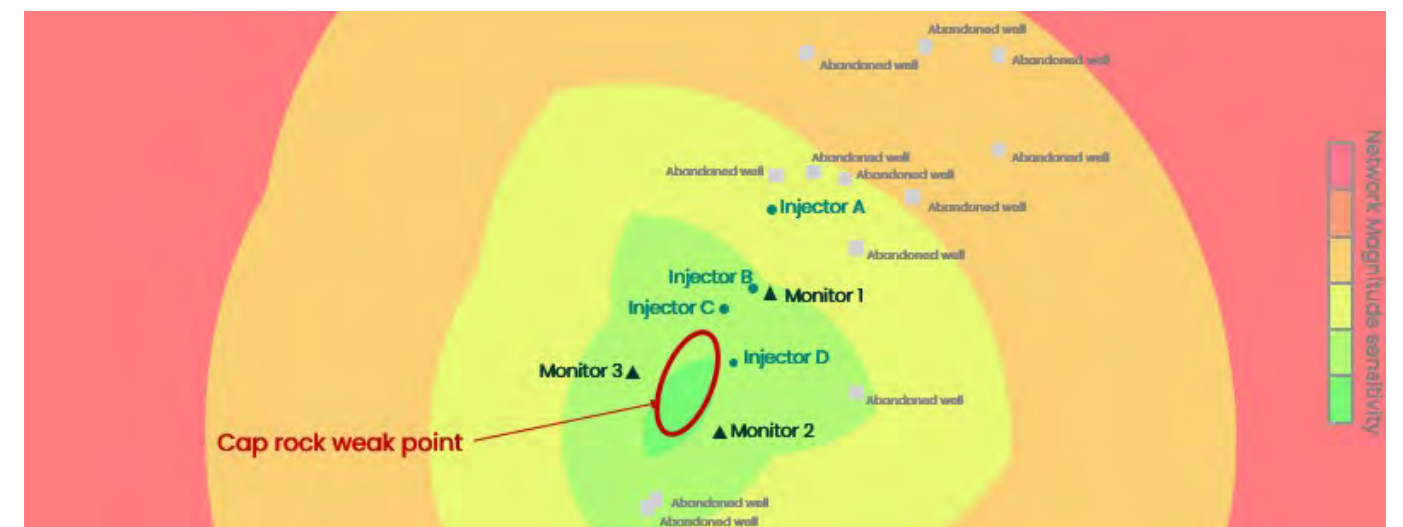 Abandoned well
Abandoned well
Abandoned well
Abandoned well
Abandoned well
Abandoned well
Abandoned well
Injector A
Abandoned well
Abandoned well
Injector B
Monitor 1
Injector C
Injector D
Monitor 3
Abandoned well
Monitor 2
Cap rock weak point
Abandoned well
Abandoned well
Network Magnitude sensitivity